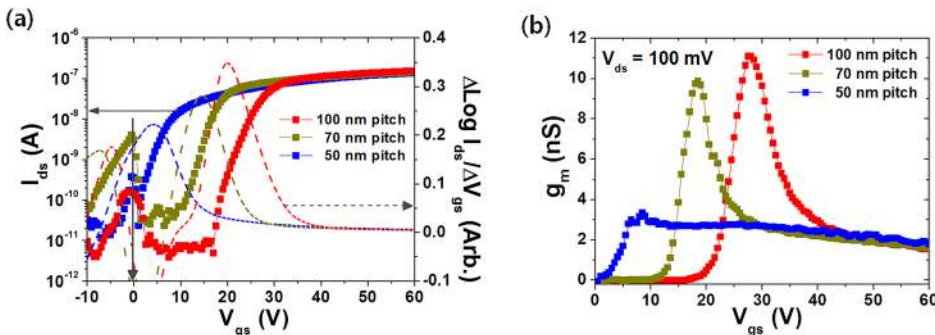 (a)
10⁻⁶
10⁻⁷
10⁻⁸
10⁻⁹
10⁻¹⁰
10⁻¹¹
10⁻¹²
I_ds (A)
-10 0 10 20 30 40 50 60
V_gs (V)
0.4
0.3
0.2
0.1
0.0
-0.1
ΔLog I_ds/ΔV_gs (Arb.)
100 nm pitch
70 nm pitch
50 nm pitch
(b)
12
10
8
6
4
2
0
g_m (nS)
0 10 20 30 40 50 60
V_gs (V)
V_ds = 100 mV
100 nm pitch
70 nm pitch
50 nm pitch